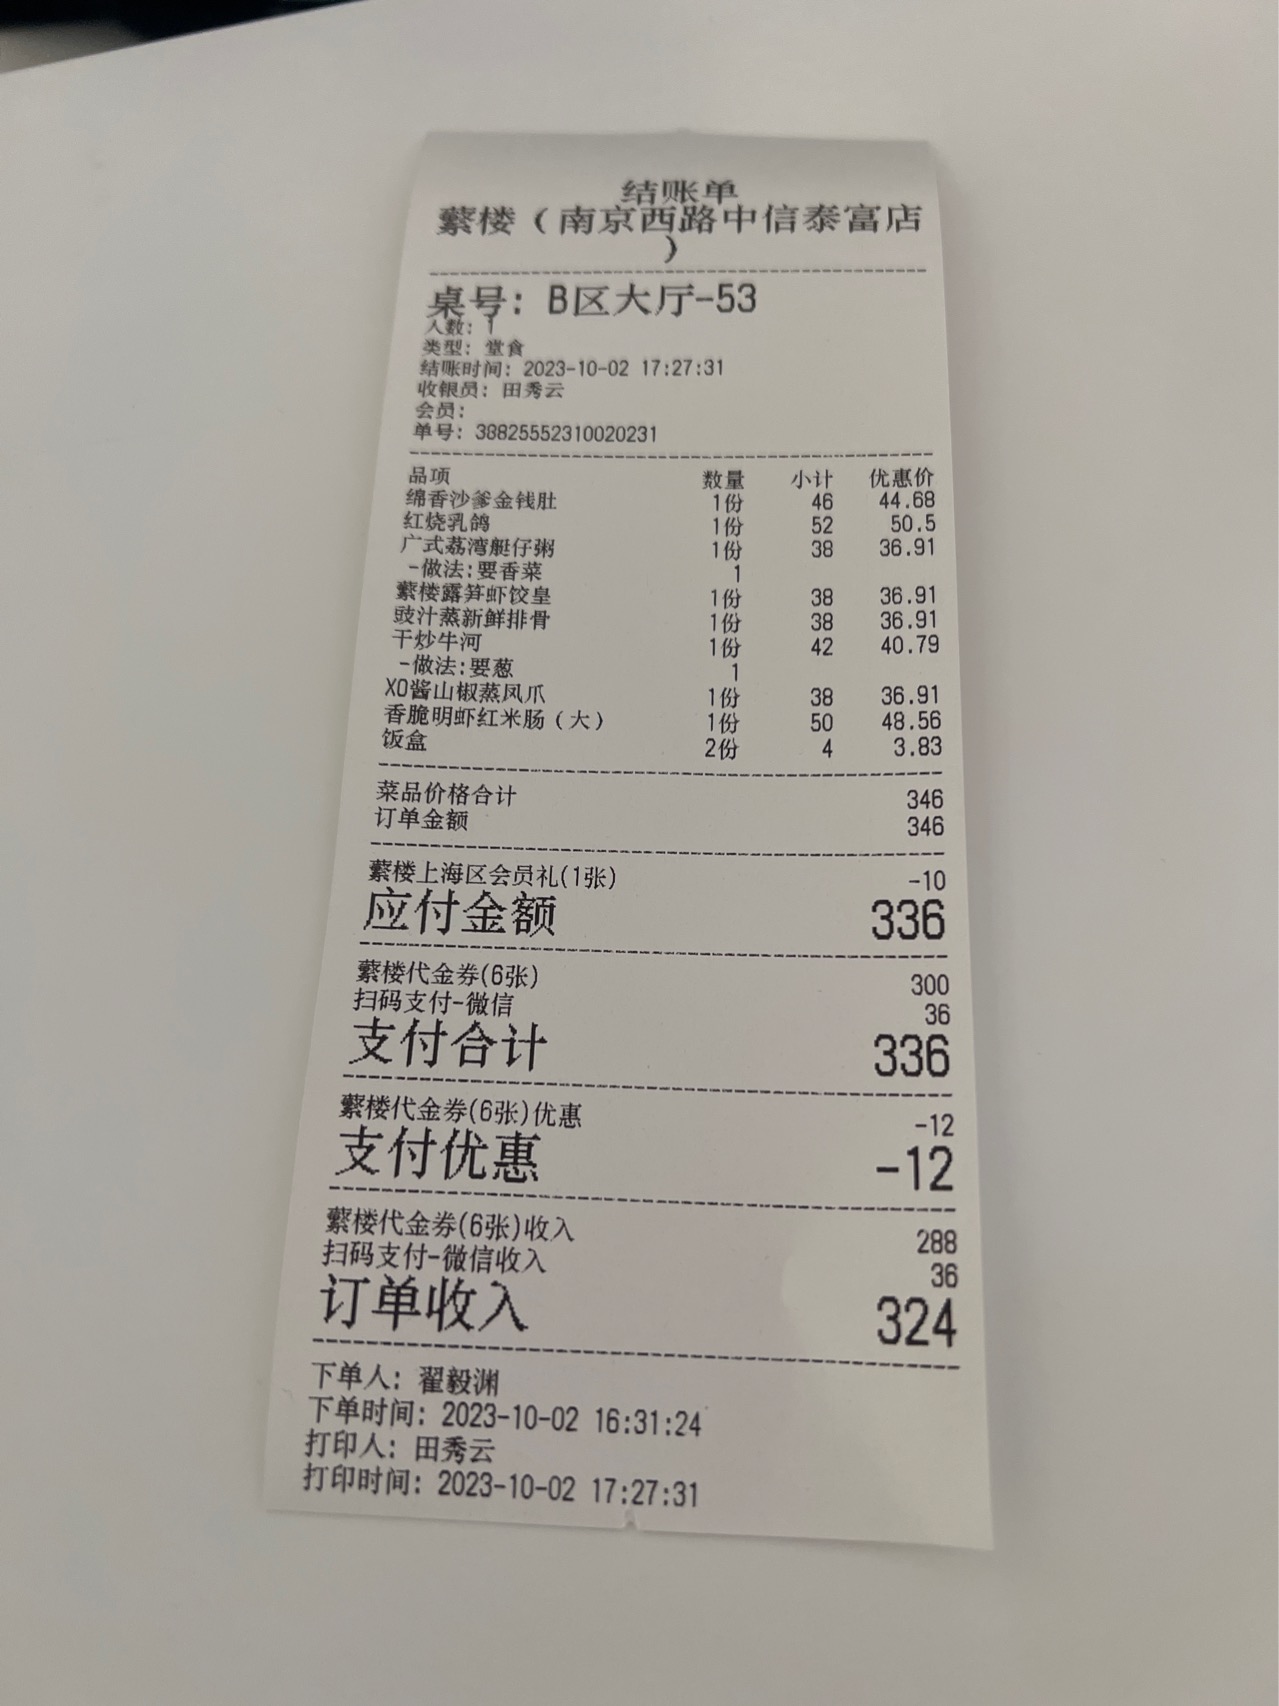 结账单
蘩楼（南京西路中信泰富店
）
桌号: B区大厅-53
人数: 1
类型: 堂食
结账时间: 2023-10-02 17:27:31
收银员: 田秀云
会员:
单号: 38825552310020231
品项 数量 小计 优惠价
绵香沙爹金钱肚 1份 46 44.68
红烧乳鸽 1份 52 50.5
广式荔湾艇仔粥 1份 38 36.91
-做法:要香菜 1
蘩楼露笋虾饺皇 1份 38 36.91
豉汁蒸新鲜排骨 1份 38 36.91
干炒牛河 1份 42 40.79
-做法:要葱 1
XO酱山椒蒸凤爪 1份 38 36.91
香脆明虾红米肠（大） 1份 50 48.56
饭盒 2份 4 3.83
菜品价格合计 346
订单金额 346
蘩楼上海区会员礼(1张) -10
应付金额 336
蘩楼代金券(6张) 300
扫码支付-微信 36
支付合计 336
蘩楼代金券(6张)优惠 -12
支付优惠 -12
蘩楼代金券(6张)收入 288
扫码支付-微信收入 36
订单收入 324
下单人: 翟毅渊
下单时间: 2023-10-02 16:31:24
打印人: 田秀云
打印时间: 2023-10-02 17:27:31